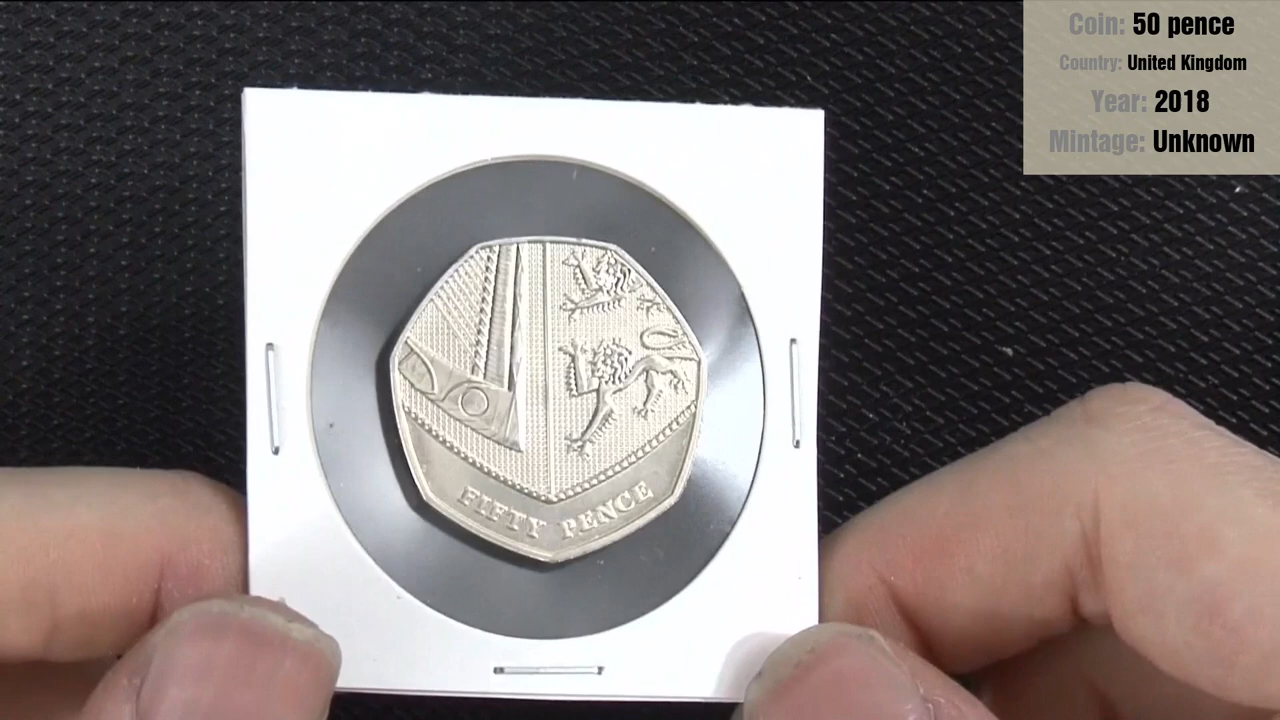 Coin: 50 pence
Country: United Kingdom
Year: 2018
Mintage: Unknown
FIFTY PENCE